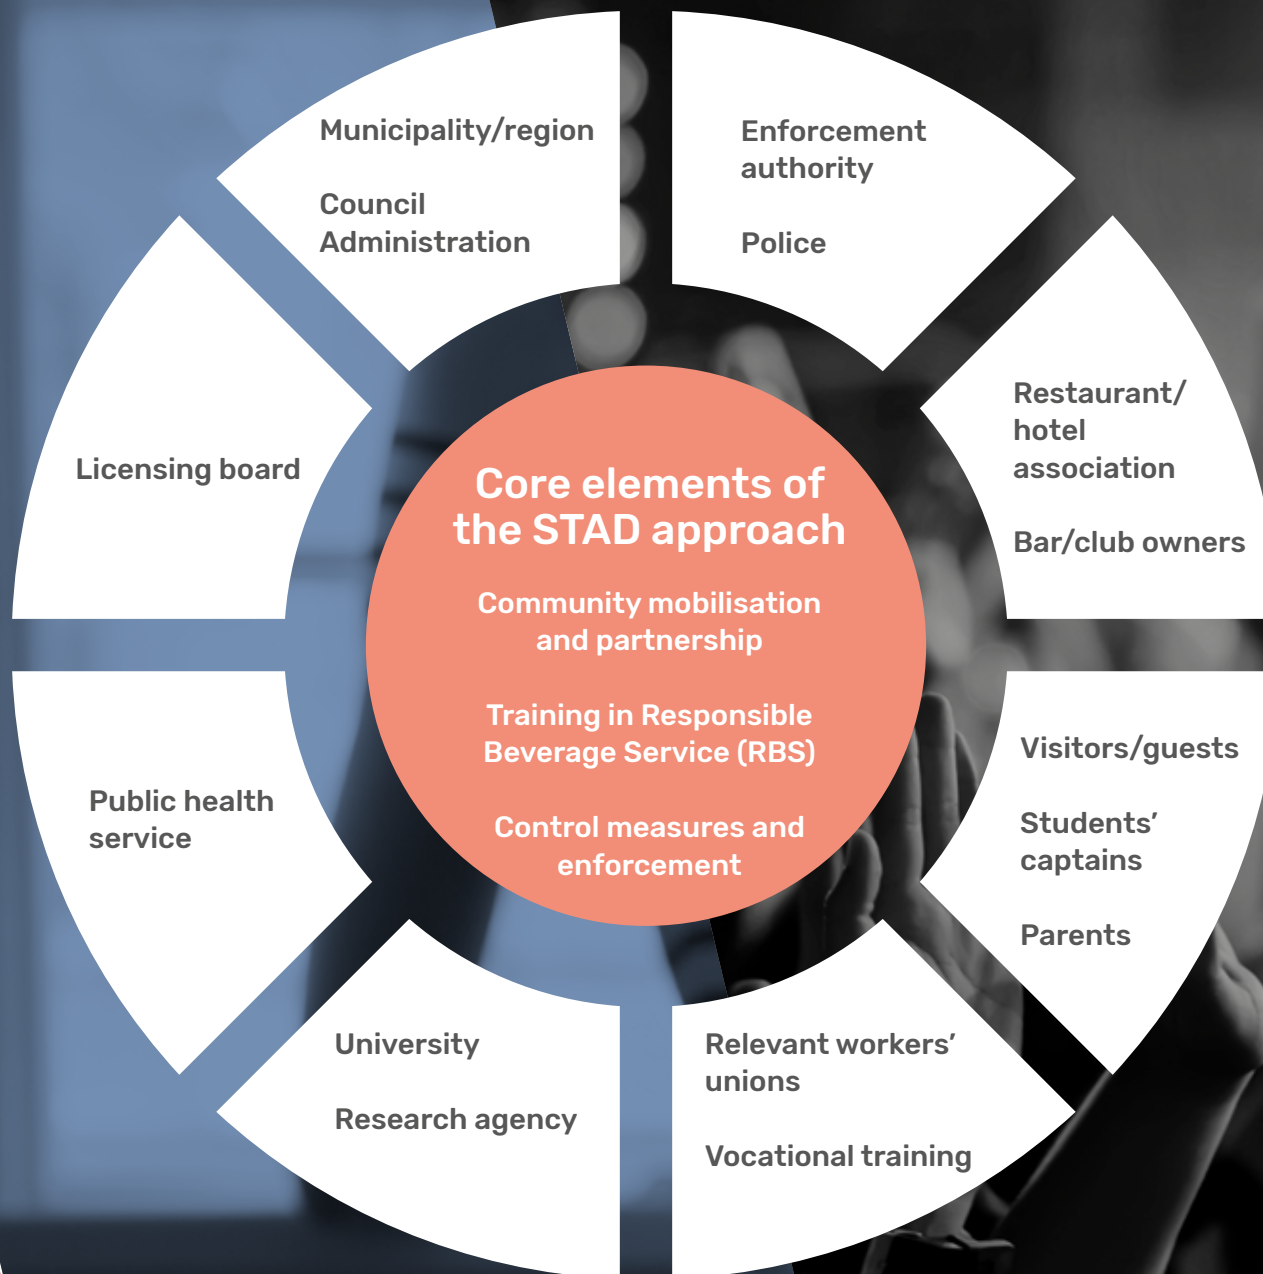 Municipality/region
Council
Administration
Enforcement
authority
Police
Restaurant/
hotel
association
Bar/club owners
Licensing board
Core elements of
the STAD approach
Community mobilisation
and partnership
Training in Responsible
Beverage Service (RBS)
Control measures and
enforcement
Visitors/guests
Students’
captains
Parents
Public health
service
University
Research agency
Relevant workers’
unions
Vocational training